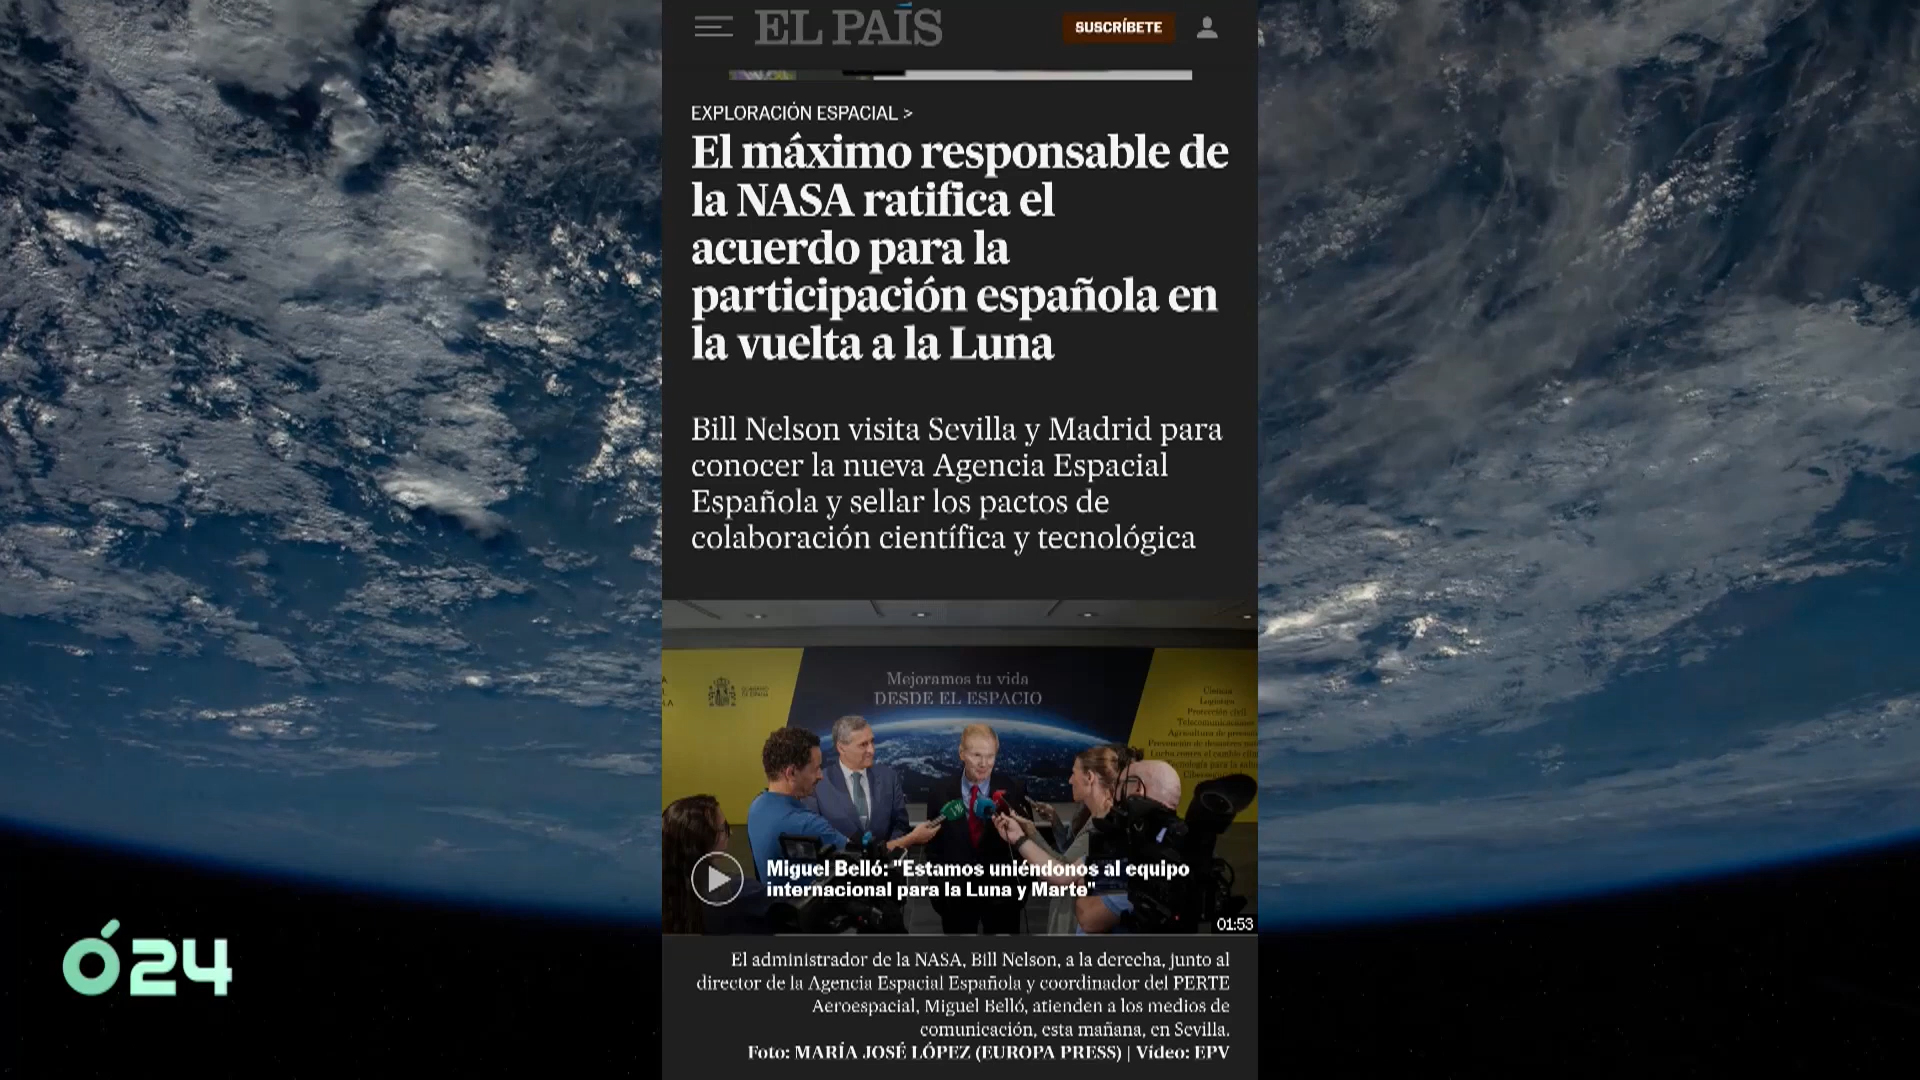 EL PAÍS
SUSCRÍBETE
EXPLORACIÓN ESPACIAL >
El máximo responsable de
la NASA ratifica el
acuerdo para la
participación española en
la vuelta a la Luna
Bill Nelson visita Sevilla y Madrid para
conocer la nueva Agencia Espacial
Española y sellar los pactos de
colaboración científica y tecnológica
Mejoramos tu vida
DESDE EL ESPACIO
Ciencia
Protección civil
Telecomunicaciones
Miguel Belló: "Estamos uniéndonos al equipo
internacional para la Luna y Marte"
01:53
El administrador de la NASA, Bill Nelson, a la derecha, junto al
director de la Agencia Espacial Española y coordinador del PERTE
Aeroespacial, Miguel Belló, atienden a los medios de
comunicación, esta mañana, en Sevilla.
Foto: MARÍA JOSÉ LÓPEZ (EUROPA PRESS) | Vídeo: EPV
ó24